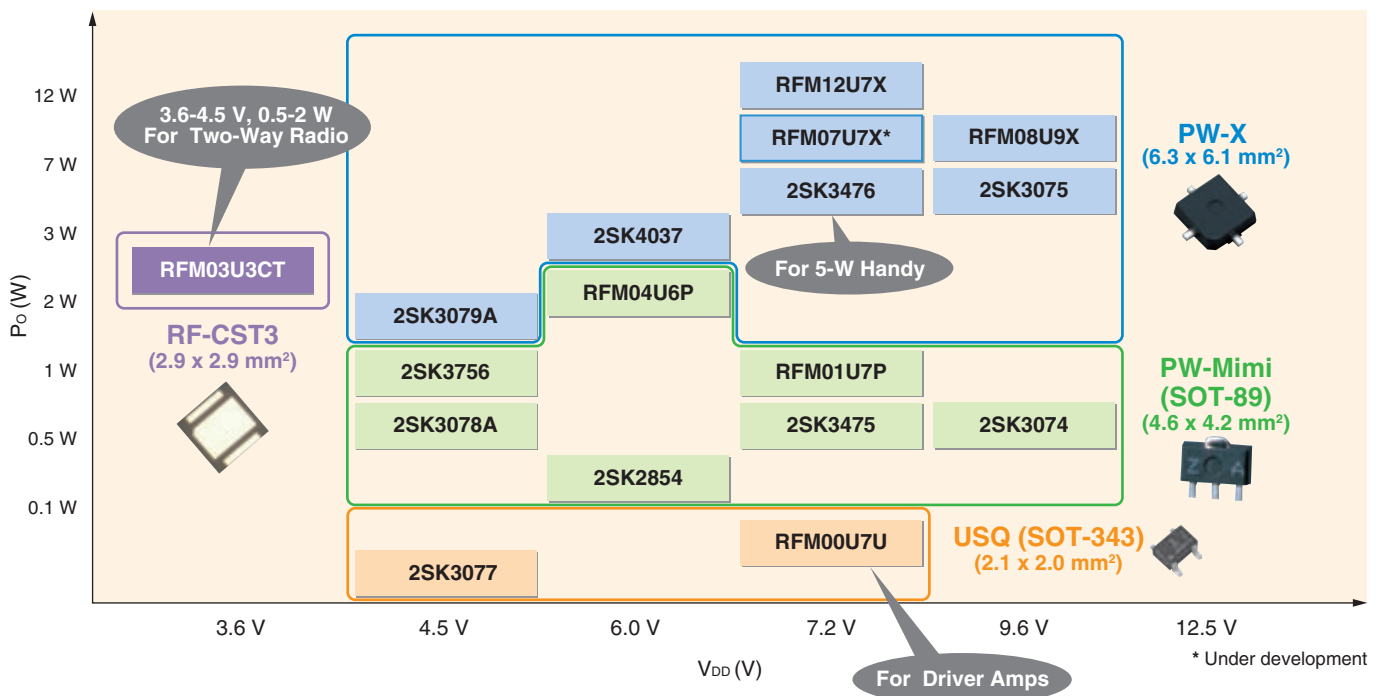 12 W
7 W
3 W
2 W
1 W
0.5 W
0.1 W
Po (W)
3.6-4.5 V, 0.5-2 W
For Two-Way Radio
RFM03U3CT
RF-CST3
(2.9 x 2.9 mm²)
RFM12U7X
RFM07U7X*
RFM08U9X
2SK3476
2SK3075
2SK4037
For 5-W Handy
2SK3079A
PW-X
(6.3 x 6.1 mm²)
RFM04U6P
2SK3756
RFM01U7P
2SK3078A
2SK3475
2SK3074
2SK2854
PW-Mimi
(SOT-89)
(4.6 x 4.2 mm²)
Z A
RFM00U7U
2SK3077
USQ (SOT-343)
(2.1 x 2.0 mm²)
3.6 V
4.5 V
6.0 V
7.2 V
9.6 V
12.5 V
VDD (V)
For Driver Amps
* Under development